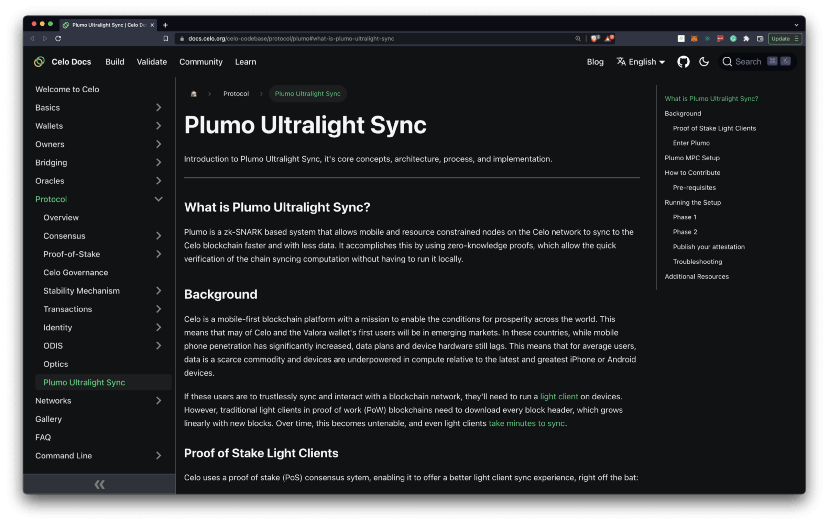 Plumo Ultralight Sync | Celo Do
docs.celo.org/celo-codebase/protocol/plumo#what-is-plumo-ultralight-sync
Update
Celo Docs Build Validate Community Learn Blog English Search
Welcome to Celo
Basics
Wallets
Owners
Bridging
Oracles
Protocol
Overview
Consensus
Proof-of-Stake
Celo Governance
Stability Mechanism
Transactions
Identity
ODIS
Optics
Plumo Ultralight Sync
Networks
Gallery
FAQ
Command Line
Protocol Plumo Ultralight Sync
Plumo Ultralight Sync
Introduction to Plumo Ultralight Sync, it's core concepts, architecture, process, and implementation.
What is Plumo Ultralight Sync?
Plumo is a zk-SNARK based system that allows mobile and resource constrained nodes on the Celo network to sync to the
Celo blockchain faster and with less data. It accomplishes this by using zero-knowledge proofs, which allow the quick
verification of the chain syncing computation without having to run it locally.
Background
Celo is a mobile-first blockchain platform with a mission to enable the conditions for prosperity across the world. This
means that may of Celo and the Valora wallet's first users will be in emerging markets. In these countries, while mobile
phone penetration has significantly increased, data plans and device hardware still lags. This means that for average users,
data is a scarce commodity and devices are underpowered in compute relative to the latest and greatest iPhone or Android
devices.
If these users are to trustlessly sync and interact with a blockchain network, they'll need to run a light client on devices.
However, traditional light clients in proof of work (PoW) blockchains need to download every block header, which grows
linearly with new blocks. Over time, this becomes untenable, and even light clients take minutes to sync.
Proof of Stake Light Clients
Celo uses a proof of stake (PoS) consensus sytem, enabling it to offer a better light client sync experience, right off the bat:
What is Plumo Ultralight Sync?
Background
Proof of Stake Light Clients
Enter Plumo
Plumo MPC Setup
How to Contribute
Pre-requisites
Running the Setup
Phase 1
Phase 2
Publish your attestation
Troubleshooting
Additional Resources